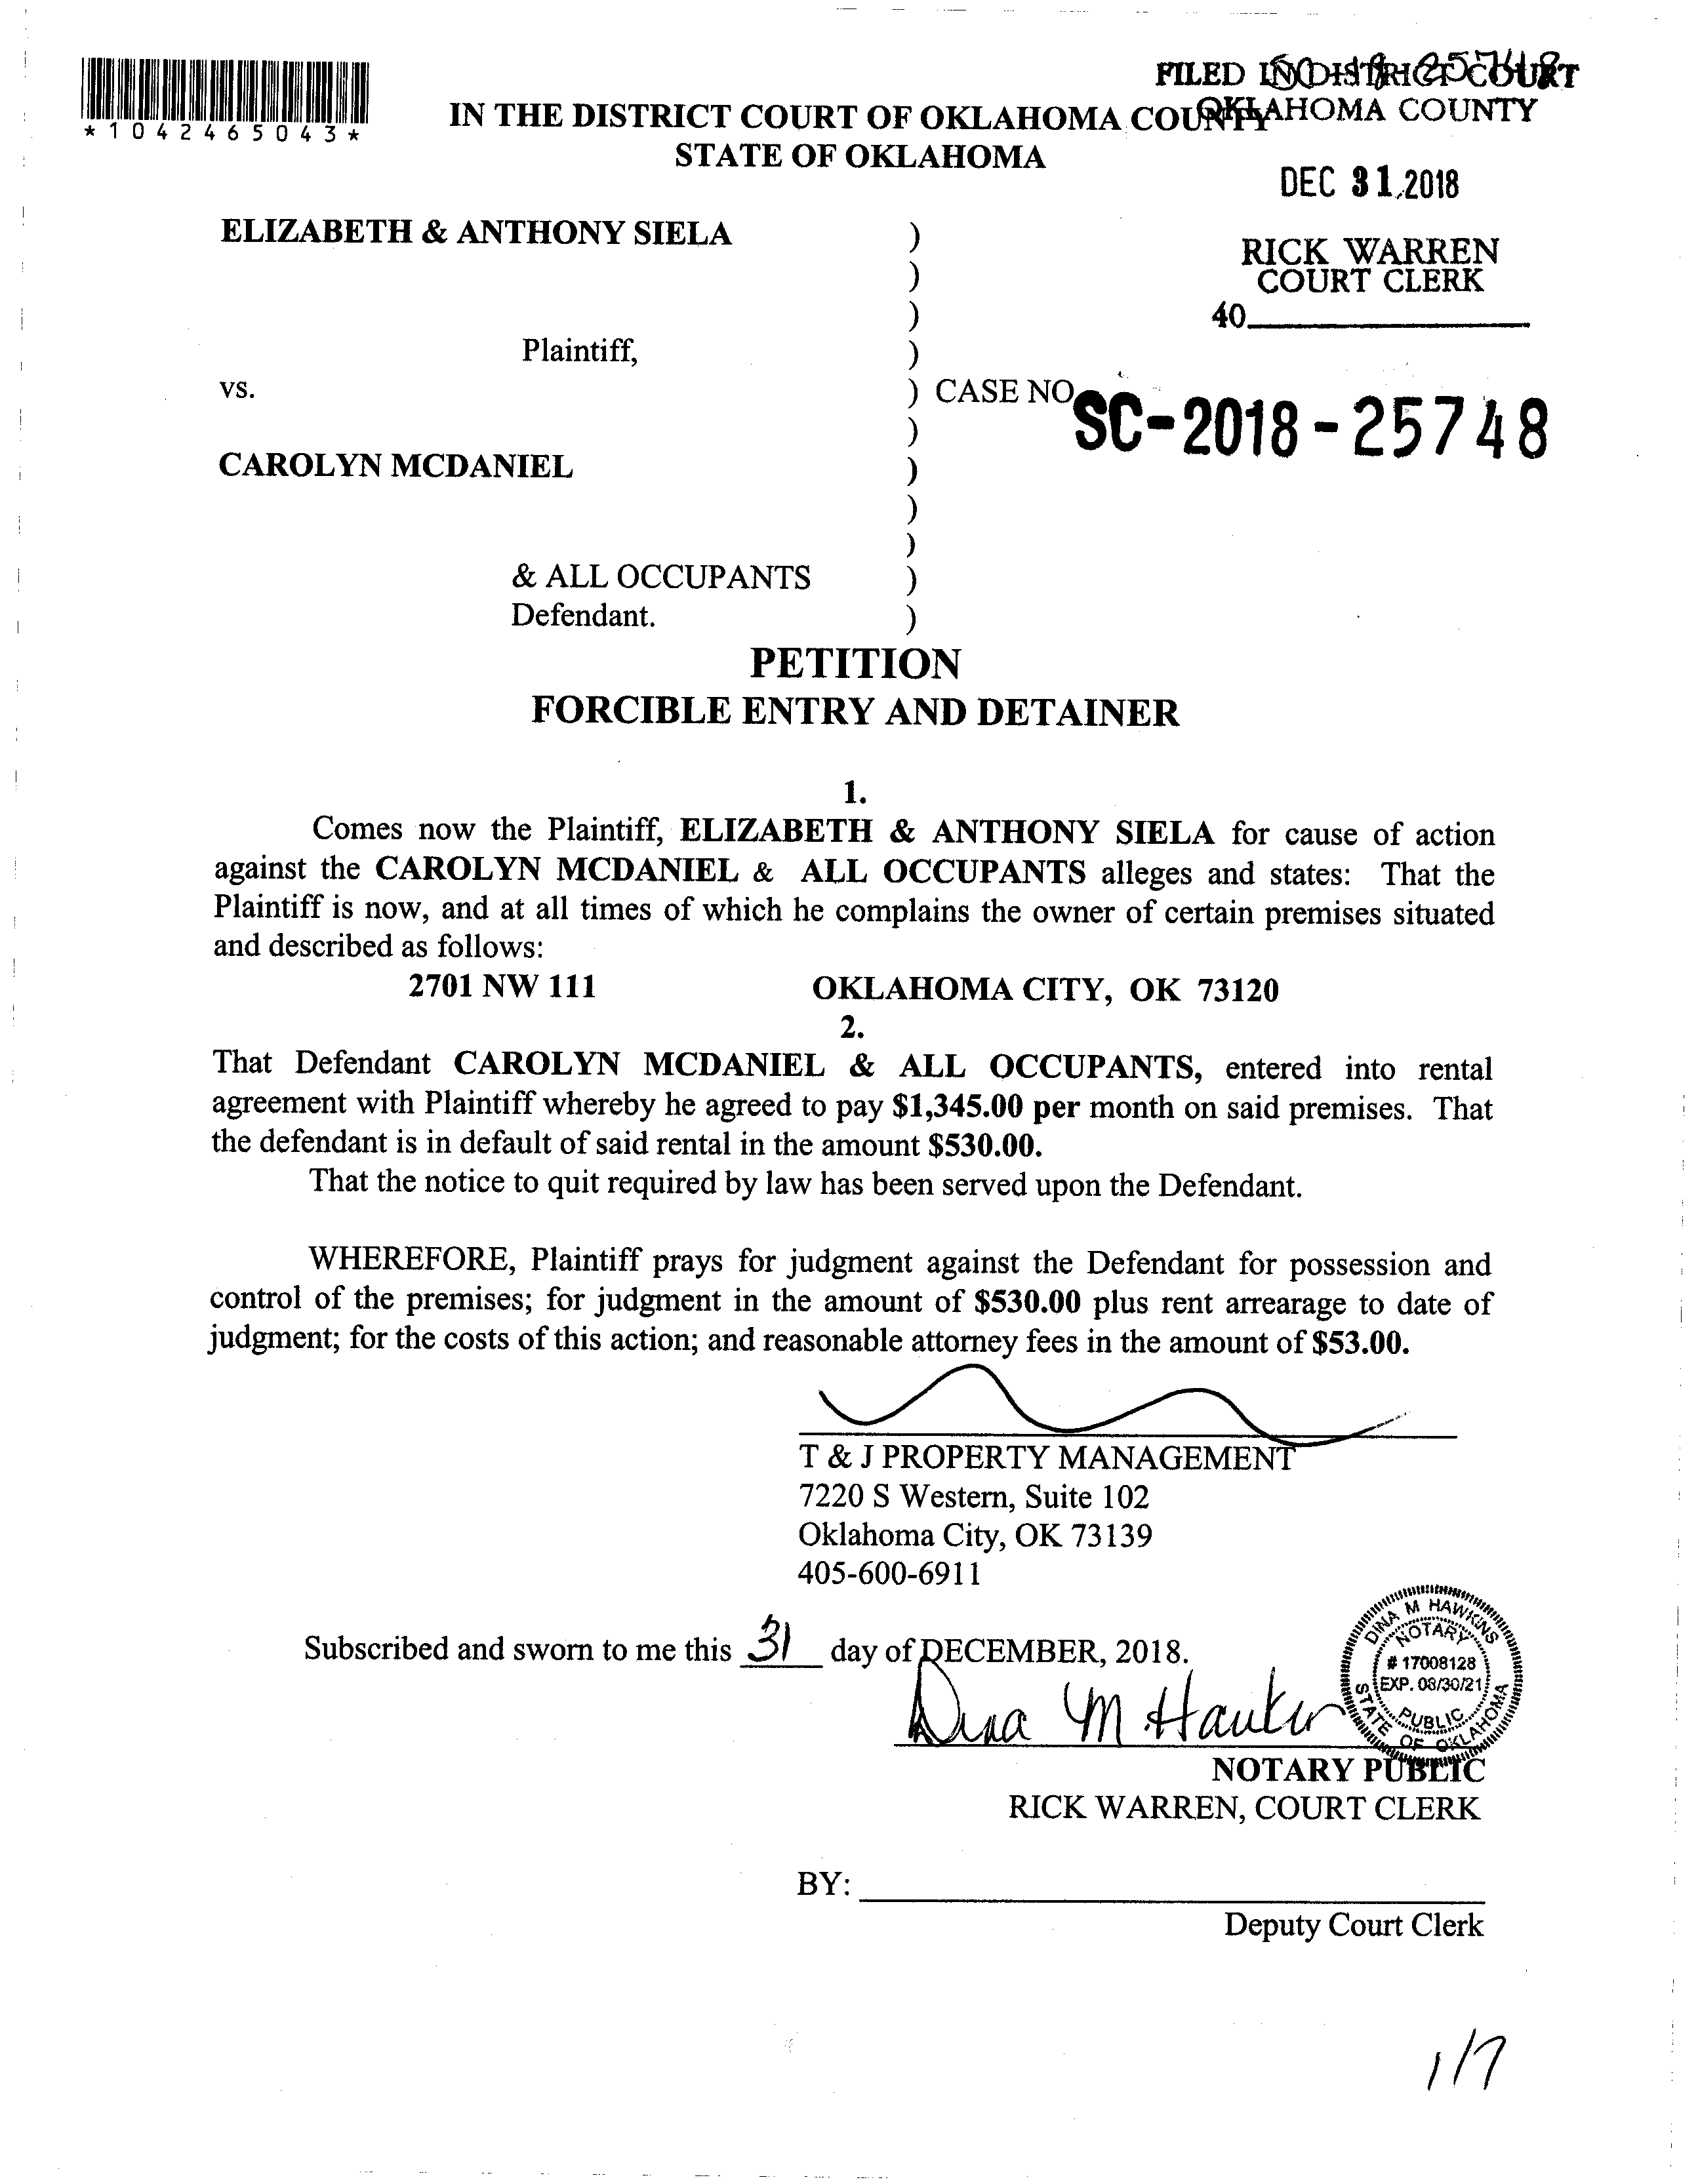 *1042465043*
FILED IN DISTRICT COURT
OKLAHOMA COUNTY
IN THE DISTRICT COURT OF OKLAHOMA COUNTY
STATE OF OKLAHOMA
DEC 31 2018
RICK WARREN
COURT CLERK
40
ELIZABETH & ANTHONY SIELA )
)
)
Plaintiff, )
vs. ) CASE NO. SC-2018-25748
)
CAROLYN MCDANIEL )
)
)
& ALL OCCUPANTS )
Defendant. )
PETITION
FORCIBLE ENTRY AND DETAINER
1.
Comes now the Plaintiff, ELIZABETH & ANTHONY SIELA for cause of action
against the CAROLYN MCDANIEL & ALL OCCUPANTS alleges and states: That the
Plaintiff is now, and at all times of which he complains the owner of certain premises situated
and described as follows:
2701 NW 111 OKLAHOMA CITY, OK 73120
2.
That Defendant CAROLYN MCDANIEL & ALL OCCUPANTS, entered into rental
agreement with Plaintiff whereby he agreed to pay $1,345.00 per month on said premises. That
the defendant is in default of said rental in the amount $530.00.
That the notice to quit required by law has been served upon the Defendant.
WHEREFORE, Plaintiff prays for judgment against the Defendant for possession and
control of the premises; for judgment in the amount of $530.00 plus rent arrearage to date of
judgment; for the costs of this action; and reasonable attorney fees in the amount of $53.00.
T & J PROPERTY MANAGEMENT
7220 S Western, Suite 102
Oklahoma City, OK 73139
405-600-6911
Subscribed and sworn to me this 31 day of DECEMBER, 2018.
Dina M Hawkins
DINA M HAWKINS
NOTARY
# 17008128
EXP. 08/30/21
PUBLIC
STATE OF OKLAHOMA
NOTARY PUBLIC
RICK WARREN, COURT CLERK
BY:
Deputy Court Clerk
1/7